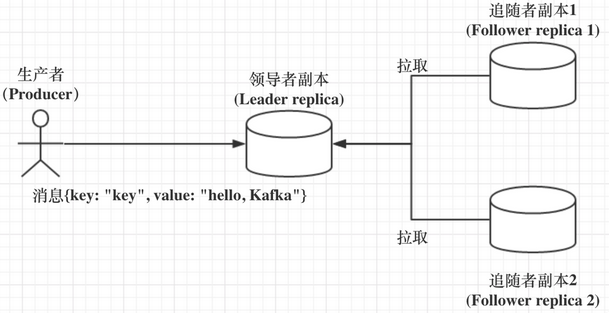 追随者副本1
(Follower replica 1)
拉取
生产者
(Producer)
领导者副本
(Leader replica)
消息{key: "key", value: "hello, Kafka"}
拉取
追随者副本2
(Follower replica 2)